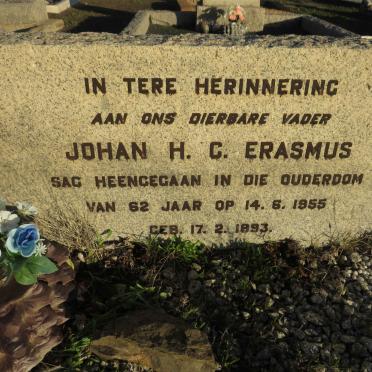 IN TERE HERINNERING
AAN ONS DIERBARE VADER
JOHAN H. C. ERASMUS
SAG HEENGEGAAN IN DIE OUDERDOM
VAN 62 JAAR OP 14. 6. 1955
GEB. 17. 2. 1893.